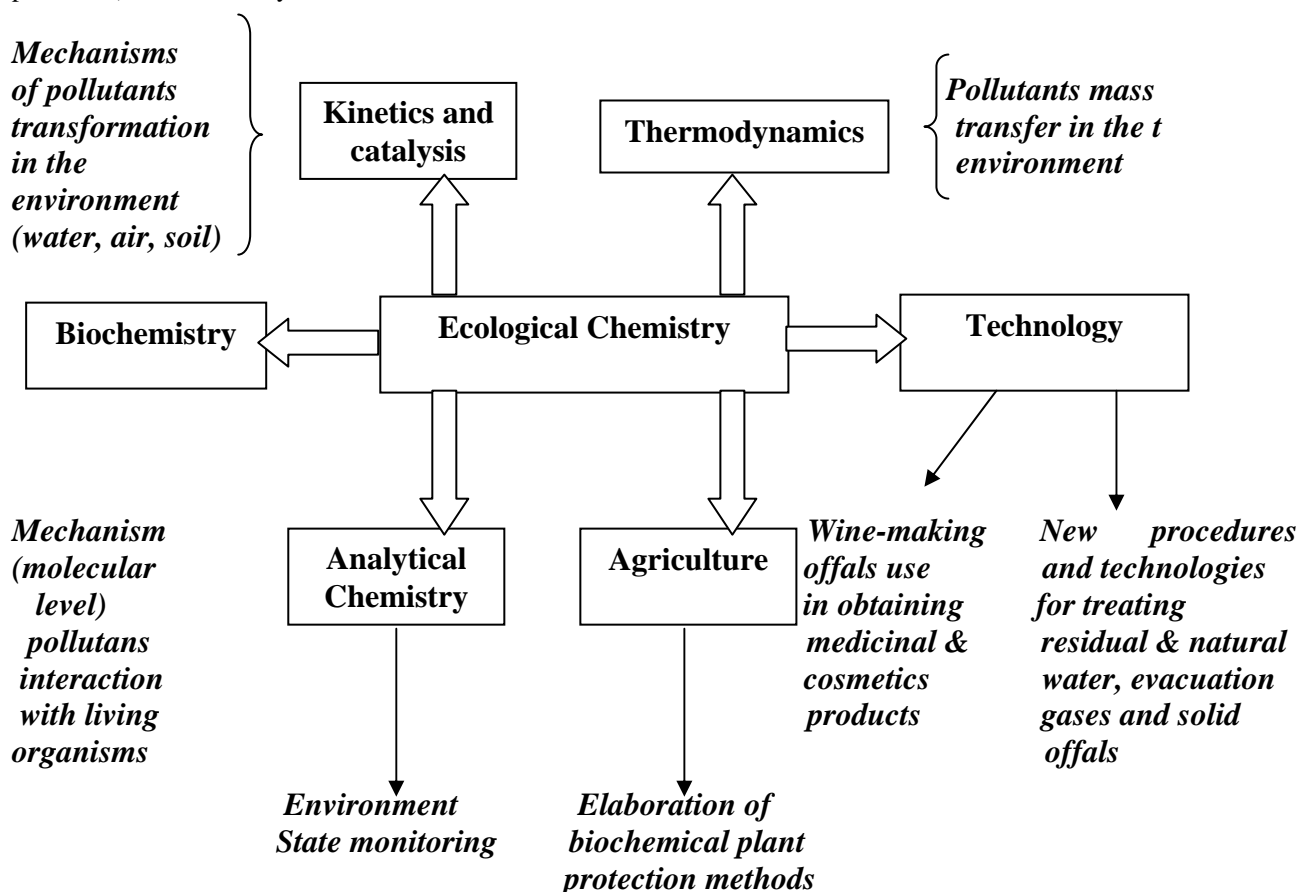 Mechanisms
of pollutants
transformation
in the
environment
(water, air, soil)
Kinetics and
catalysis
Thermodynamics
Pollutants mass
transfer in the t
environment
Biochemistry
Ecological Chemistry
Technology
Mechanism
(molecular
level)
pollutans
interaction
with living
organisms
Analytical
Chemistry
Agriculture
Wine-making
offals use
in obtaining
medicinal &
cosmetics
products
New procedures
and technologies
for treating
residual & natural
water, evacuation
gases and solid
offals
Environment
State monitoring
Elaboration of
biochemical plant
protection methods